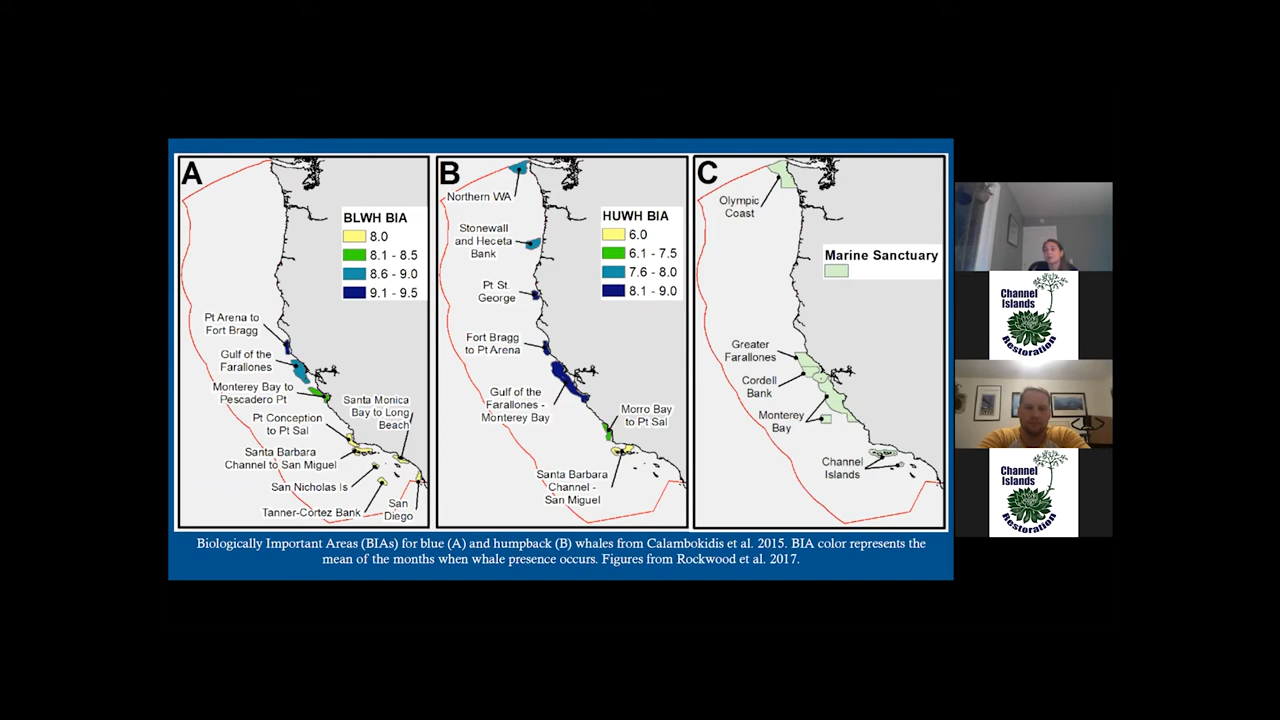 A
BLWH BIA
8.0
8.1 - 8.5
8.6 - 9.0
9.1 - 9.5
Pt Arena to
Fort Bragg
Gulf of the
Farallones
Monterey Bay to
Pescadero Pt
Santa Monica
Bay to Long
Beach
Pt Conception
to Pt Sal
Santa Barbara
Channel to San Miguel
San Nicholas Is
Tanner-Cortez Bank
San
Diego
B
Northern WA
HUWH BIA
6.0
6.1 - 7.5
7.6 - 8.0
8.1 - 9.0
Stonewall
and Heceta
Bank
Pt St.
George
Fort Bragg
to Pt Arena
Gulf of the
Farallones -
Monterey Bay
Morro Bay
to Pt Sal
Santa Barbara
Channel -
San Miguel
C
Olympic
Coast
Marine Sanctuary
Greater
Farallones
Cordell
Bank
Monterey
Bay
Channel
Islands
Biologically Important Areas (BIAs) for blue (A) and humpback (B) whales from Calambokidis et al. 2015. BIA color represents the
mean of the months when whale presence occurs. Figures from Rockwood et al. 2017.
Channel
Islands
Restoration
Channel
Islands
Restoration